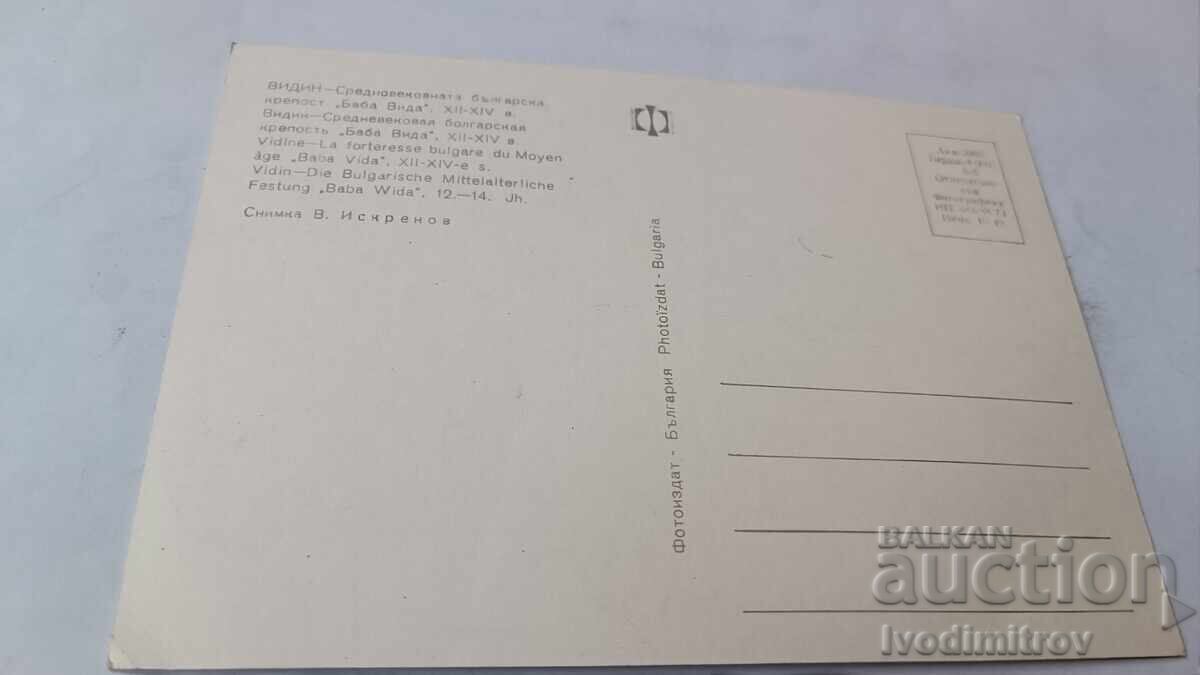 ВИДИН—Средновековната българска
крепост „Баба Вида", XII-XIV в.
Видин—Средневековая болгарская
крепость „Баба Вида", XII-XIV в.
Vidine—La forteresse bulgare du Moyen
âge „Baba Vida", XII-XIV-e s.
Vidin—Die Bulgarische Mittelalterliche
Festung „Baba Wida", 12.—14. Jh.
Снимка В. Искренов
Фотоиздат - България Photoïzdat - Bulgaria
BALKAN
auction
Ivodimitrov